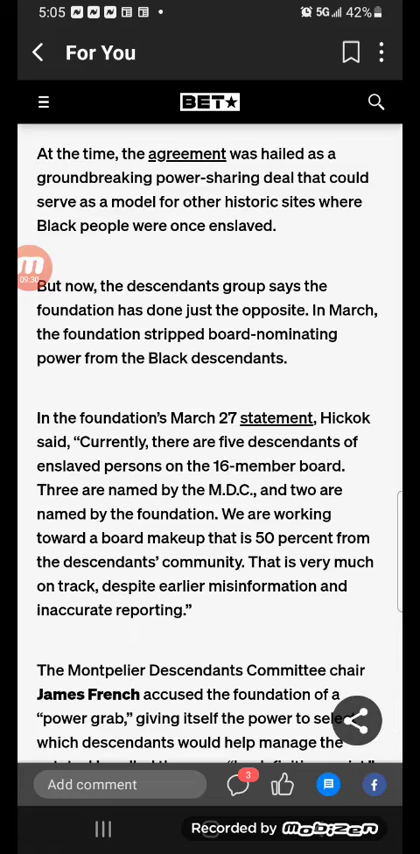 5:05
5G 42%
For You
BET
At the time, the agreement was hailed as a
groundbreaking power-sharing deal that could
serve as a model for other historic sites where
Black people were once enslaved.
09:30
But now, the descendants group says the
foundation has done just the opposite. In March,
the foundation stripped board-nominating
power from the Black descendants.
In the foundation's March 27 statement, Hickok
said, “Currently, there are five descendants of
enslaved persons on the 16-member board.
Three are named by the M.D.C., and two are
named by the foundation. We are working
toward a board makeup that is 50 percent from
the descendants' community. That is very much
on track, despite earlier misinformation and
inaccurate reporting.”
The Montpelier Descendants Committee chair
James French accused the foundation of a
“power grab,” giving itself the power to
which descendants would help manage the
Add comment
3
Recorded by mobizen